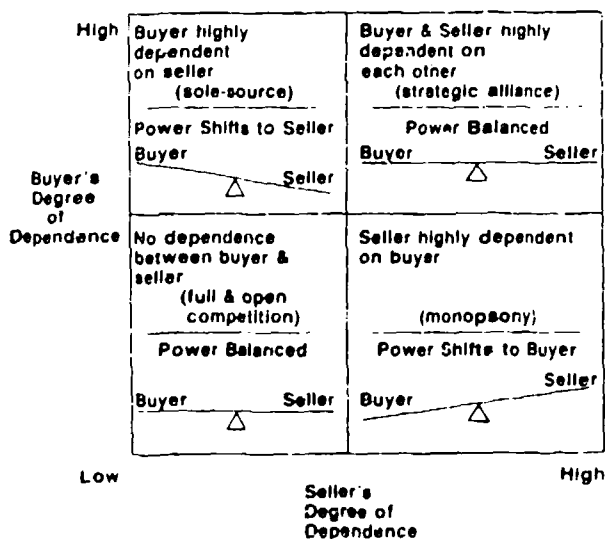 High
Buyer highly
dependent
on seller
(sole-source)
Power Shifts to Seller
Buyer
Seller
Buyer & Seller highly
dependent on
each other
(strategic alliance)
Power Balanced
Buyer Seller
Buyer's
Degree
of
Dependence
No dependence
between buyer &
seller
(full & open
competition)
Power Balanced
Buyer Seller
Seller highly dependent
on buyer
(monopsony)
Power Shifts to Buyer
Seller
Buyer
Low
High
Seller's
Degree of
Dependence